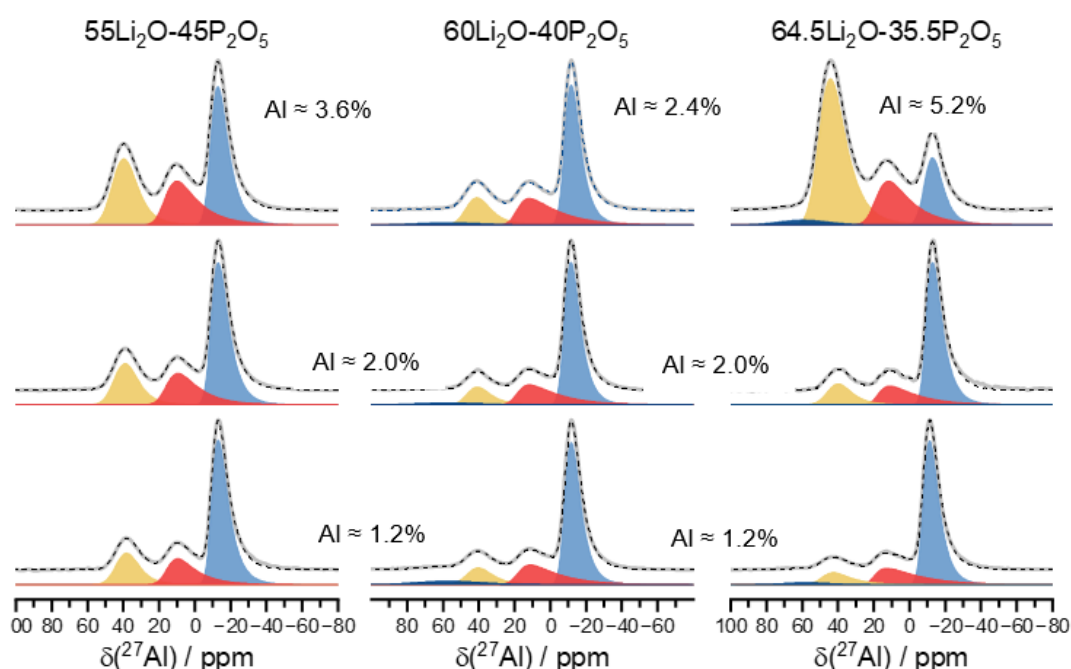 55Li₂O-45P₂O₅ 60Li₂O-40P₂O₅ 64.5Li₂O-35.5P₂O₅
Al ≈ 3.6% Al ≈ 2.4% Al ≈ 5.2%
Al ≈ 2.0% Al ≈ 2.0%
Al ≈ 1.2% Al ≈ 1.2%
00 80 60 40 20 0 −20−40−60−80 80 60 40 20 0 −20−40−60 100 80 60 40 20 0 −20−40−60−80
δ(²⁷Al) / ppm δ(²⁷Al) / ppm δ(²⁷Al) / ppm